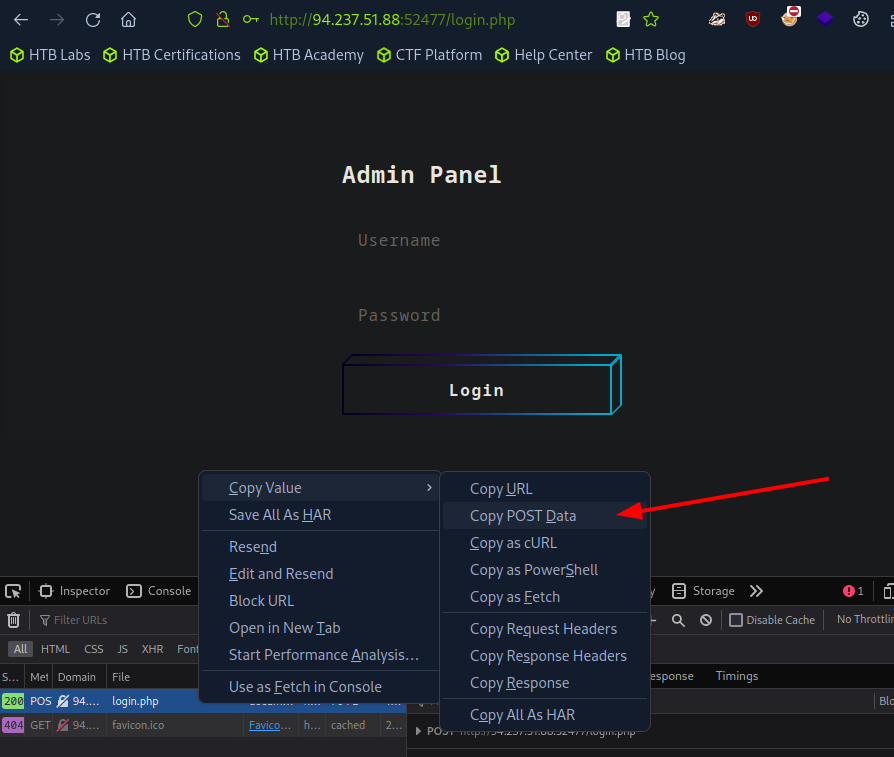 http://94.237.51.88:52477/login.php
HTB Labs HTB Certifications HTB Academy CTF Platform Help Center HTB Blog
Admin Panel
Username
Password
Login
Copy Value
Save All As HAR
Resend
Edit and Resend
Block URL
Open in New Tab
Start Performance Analysis…
Use as Fetch in Console
Copy URL
Copy POST Data
Copy as cURL
Copy as PowerShell
Copy as Fetch
Copy Request Headers
Copy Response Headers
Copy Response
Copy All As HAR
Inspector Console Storage 1
Filter URLs Disable Cache No Throttlin
All HTML CSS JS XHR Font
S... Met Domain File esponse Timings
200 POS 94.... login.php Blo
404 GET 94.... favicon.ico Favico... h... cached 2...
POST http://94.237.51.88:52477/login.php